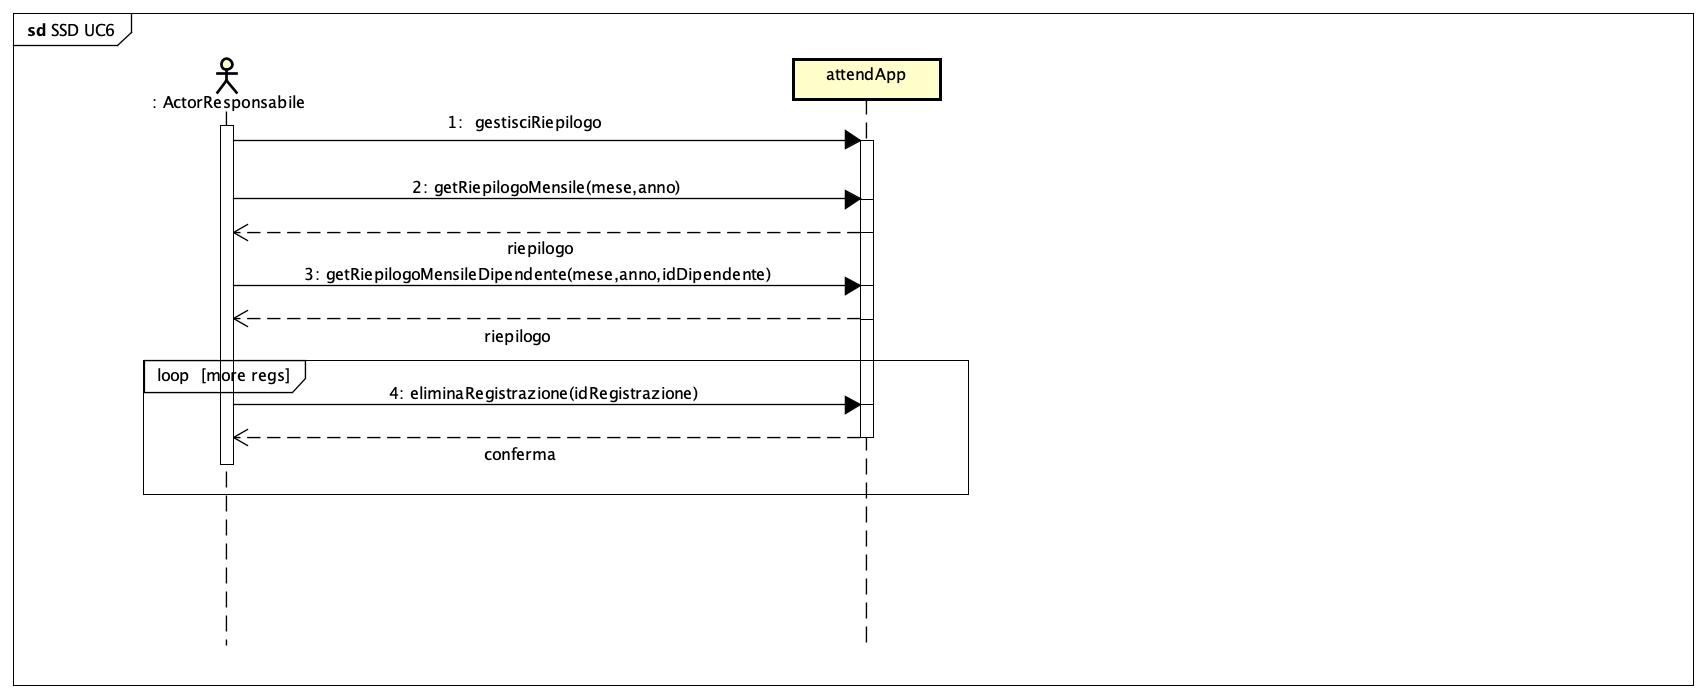 sd SSD UC6
: ActorResponsabile
attendApp
1: gestisciRiepilogo
2: getRiepilogoMensile(mese,anno)
riepilogo
3: getRiepilogoMensileDipendente(mese,anno,idDipendente)
riepilogo
loop [more regs]
4: eliminaRegistrazione(idRegistrazione)
conferma